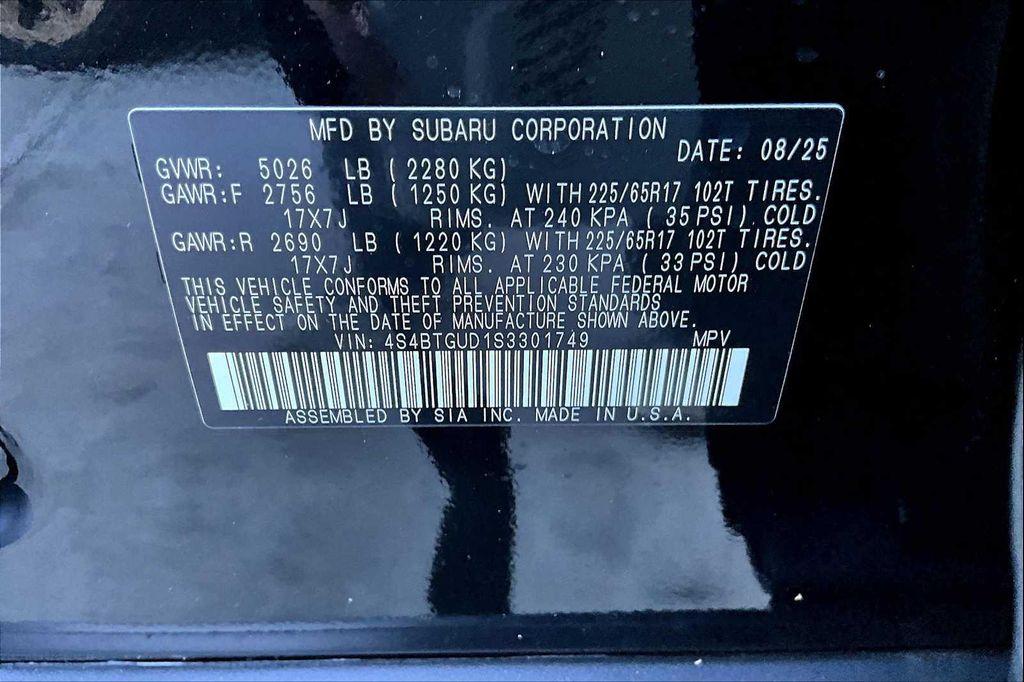 MFD BY SUBARU CORPORATION
DATE: 08/25
GVWR: 5026 LB ( 2280 KG)
GAWR:F 2756 LB ( 1250 KG) WITH 225/65R17 102T TIRES.
17X7J RIMS. AT 240 KPA ( 35 PSI) COLD
GAWR:R 2690 LB ( 1220 KG) WITH 225/65R17 102T TIRES.
17X7J RIMS. AT 230 KPA ( 33 PSI) COLD
THIS VEHICLE CONFORMS TO ALL APPLICABLE FEDERAL MOTOR
VEHICLE SAFETY AND THEFT PREVENTION STANDARDS
IN EFFECT ON THE DATE OF MANUFACTURE SHOWN ABOVE.
VIN: 4S4BTGUD1S3301749 MPV
ASSEMBLED BY SIA INC. MADE IN U.S.A.